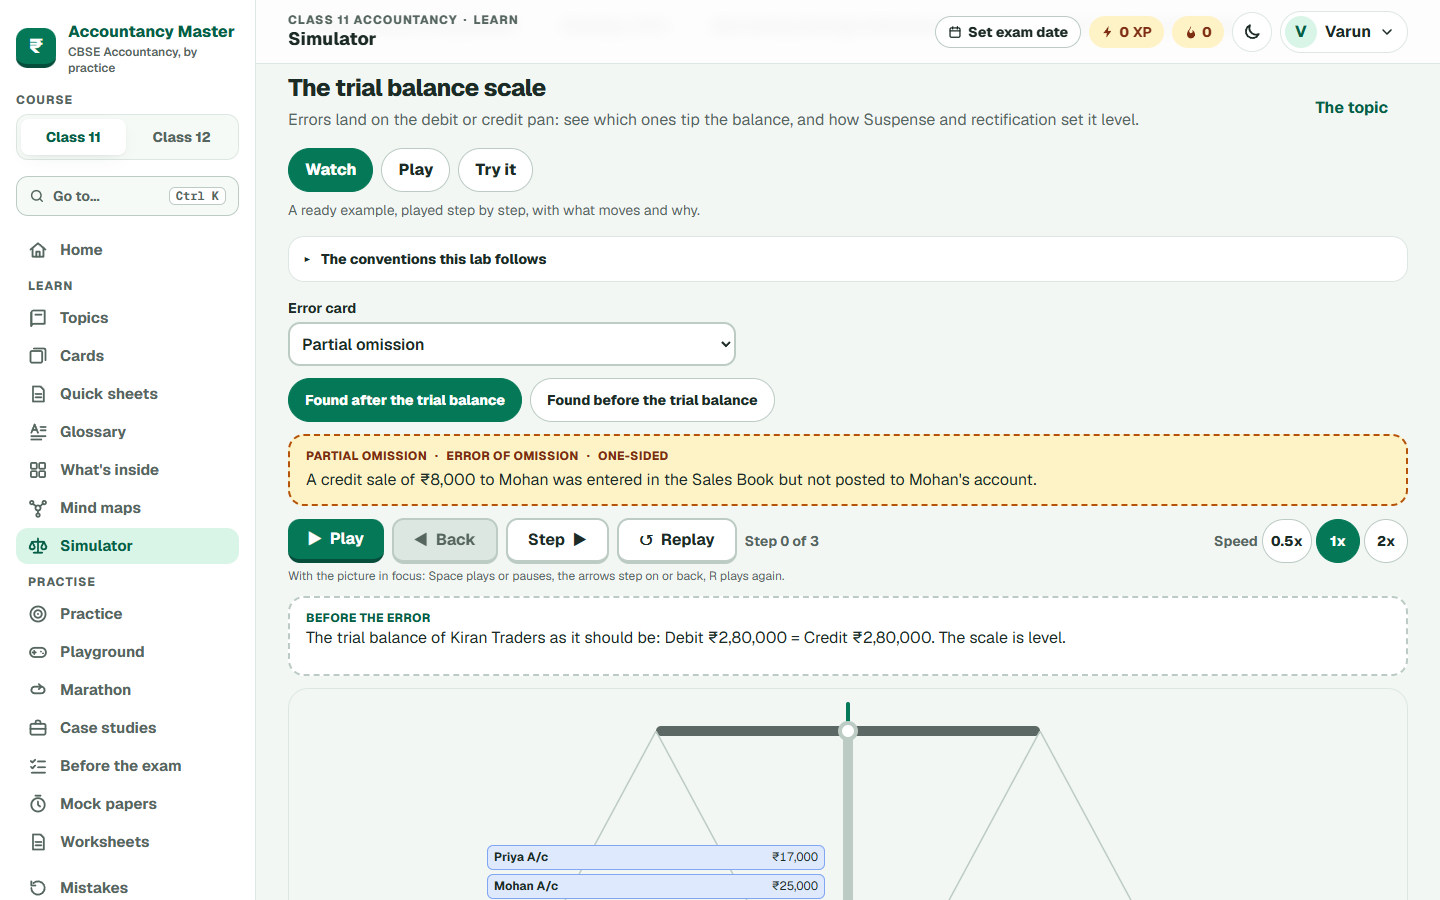 Accountancy Master
CBSE Accountancy, by
practice
COURSE
Class 11
Class 12
Go to...
Ctrl K
Home
LEARN
Topics
Cards
Quick sheets
Glossary
What's inside
Mind maps
Simulator
PRACTISE
Practice
Playground
Marathon
Case studies
Before the exam
Mock papers
Worksheets
Mistakes
CLASS 11 ACCOUNTANCY · LEARN
Simulator
Set exam date
0 XP
0
V
Varun
The trial balance scale
Errors land on the debit or credit pan: see which ones tip the balance, and how Suspense and rectification set it level.
The topic
Watch
Play
Try it
A ready example, played step by step, with what moves and why.
The conventions this lab follows
Error card
Partial omission
Found after the trial balance
Found before the trial balance
PARTIAL OMISSION · ERROR OF OMISSION · ONE-SIDED
A credit sale of ₹8,000 to Mohan was entered in the Sales Book but not posted to Mohan's account.
Play
Back
Step
Replay
Step 0 of 3
Speed
0.5x
1x
2x
With the picture in focus: Space plays or pauses, the arrows step on or back, R plays again.
BEFORE THE ERROR
The trial balance of Kiran Traders as it should be: Debit ₹2,80,000 = Credit ₹2,80,000. The scale is level.
Priya A/c ₹17,000
Mohan A/c ₹25,000